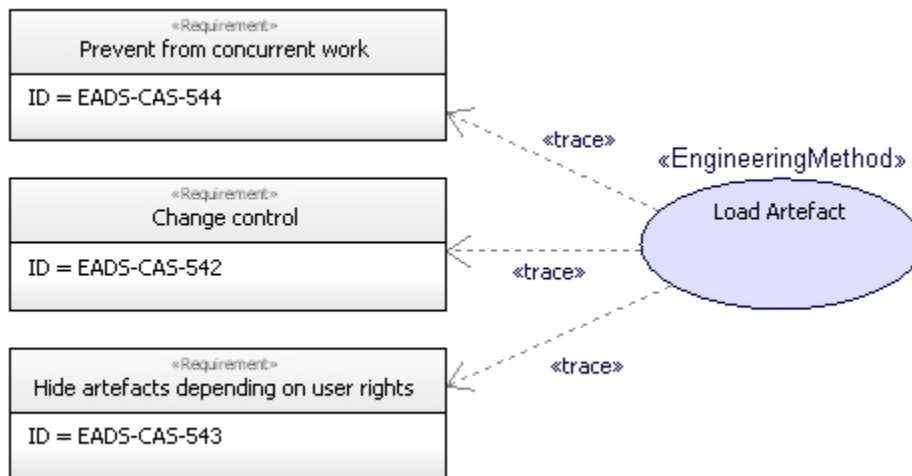 «Requirement»
Prevent from concurrent work
ID = EADS-CAS-544
«trace»
«EngineeringMethod»
Load Artefact
«Requirement»
Change control
ID = EADS-CAS-542
«trace»
«Requirement»
Hide artefacts depending on user rights
ID = EADS-CAS-543
«trace»